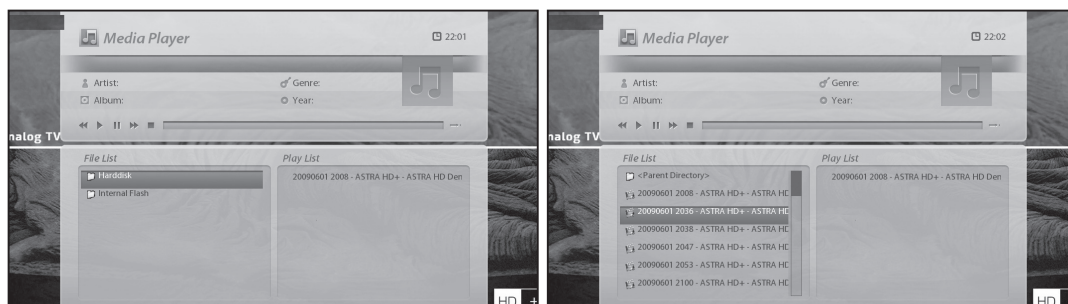 Media Player
22:01
Artist:
Genre:
Album:
Year:
nalog TV
File List
Play List
Harddisk
20090601 2008 - ASTRA HD+ - ASTRA HD Den
Internal Flash
HD +
Media Player
22:02
Artist:
Genre:
Album:
Year:
nalog TV
File List
Play List
<Parent Directory>
20090601 2008 - ASTRA HD+ - ASTRA HD Den
20090601 2008 - ASTRA HD+ - ASTRA HD
20090601 2036 - ASTRA HD+ - ASTRA HD
20090601 2038 - ASTRA HD+ - ASTRA HD
20090601 2047 - ASTRA HD+ - ASTRA HD
20090601 2053 - ASTRA HD+ - ASTRA HD
20090601 2100 - ASTRA HD+ - ASTRA HD
HD